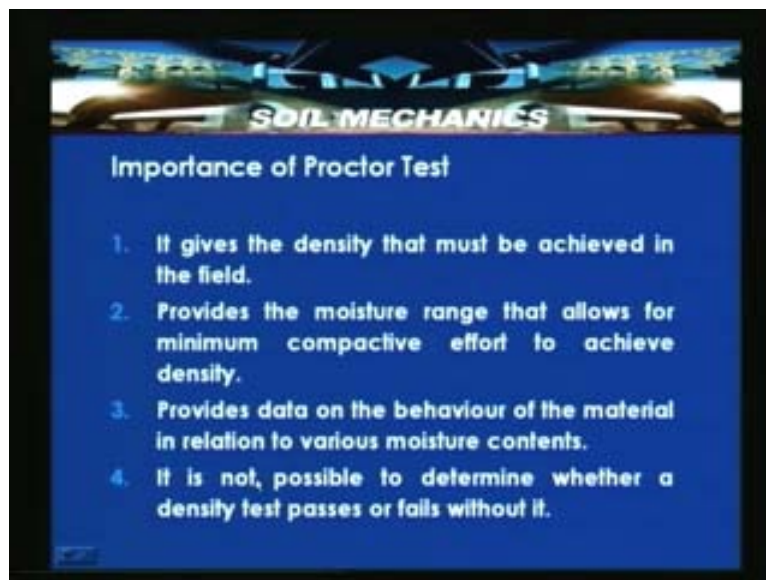 SOIL MECHANICS
Importance of Proctor Test
1. It gives the density that must be achieved in
the field.
2. Provides the moisture range that allows for
minimum compactive effort to achieve
density.
3. Provides data on the behaviour of the material
in relation to various moisture contents.
4. It is not, possible to determine whether a
density test passes or fails without it.